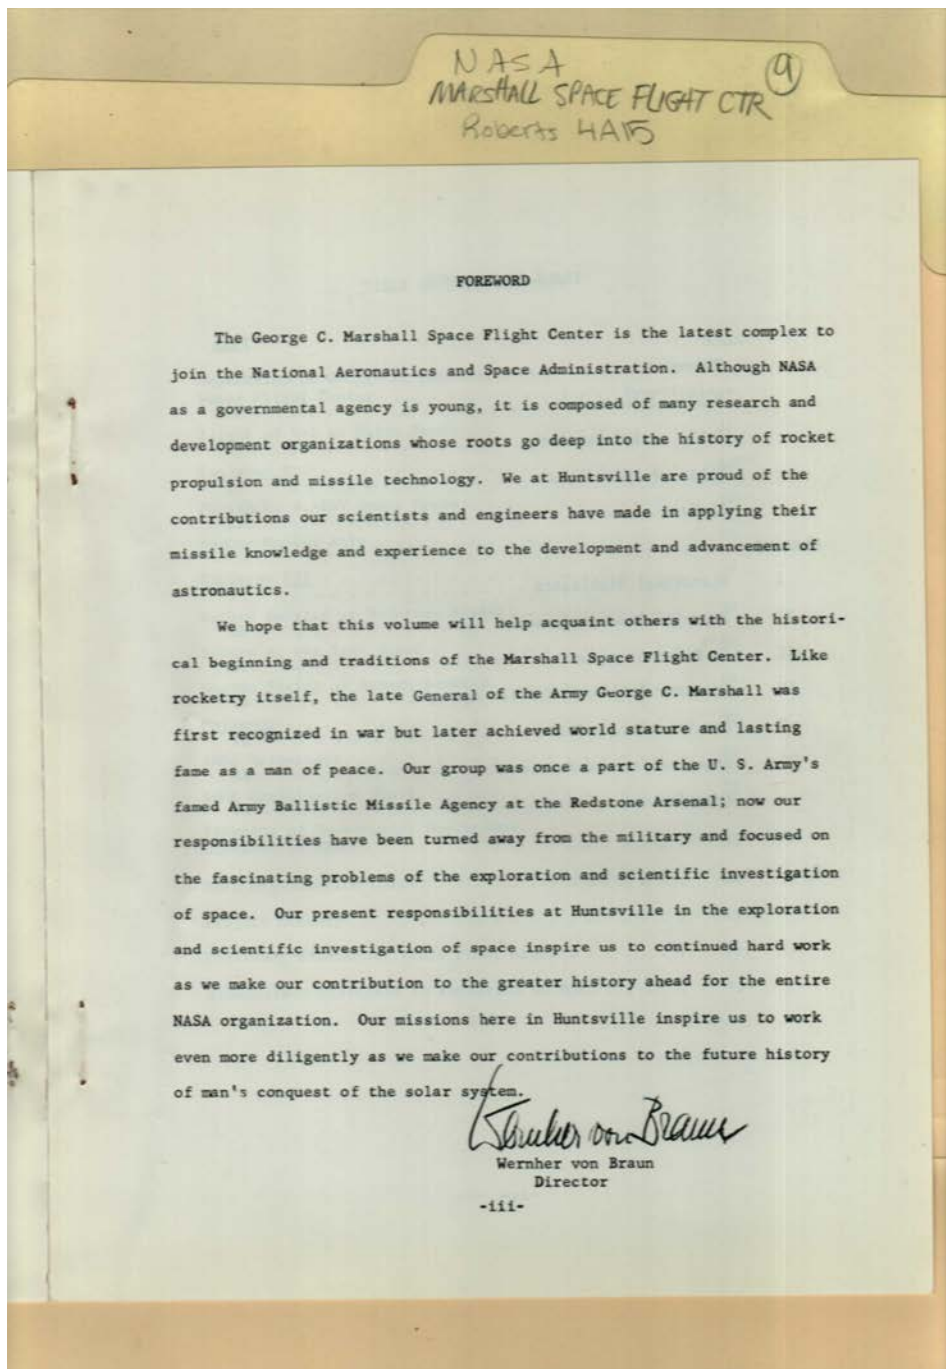 NASA
9
MARSHALL SPACE FLIGHT CTR
Roberts 4A15
FOREWORD
The George C. Marshall Space Flight Center is the latest complex to
join the National Aeronautics and Space Administration. Although NASA
as a governmental agency is young, it is composed of many research and
development organizations whose roots go deep into the history of rocket
propulsion and missile technology. We at Huntsville are proud of the
contributions our scientists and engineers have made in applying their
missile knowledge and experience to the development and advancement of
astronautics.
We hope that this volume will help acquaint others with the histori-
cal beginning and traditions of the Marshall Space Flight Center. Like
rocketry itself, the late General of the Army George C. Marshall was
first recognized in war but later achieved world stature and lasting
fame as a man of peace. Our group was once a part of the U. S. Army's
famed Army Ballistic Missile Agency at the Redstone Arsenal; now our
responsibilities have been turned away from the military and focused on
the fascinating problems of the exploration and scientific investigation
of space. Our present responsibilities at Huntsville in the exploration
and scientific investigation of space inspire us to continued hard work
as we make our contribution to the greater history ahead for the entire
NASA organization. Our missions here in Huntsville inspire us to work
even more diligently as we make our contributions to the future history
of man's conquest of the solar system.
Wernher von Braun
Wernher von Braun
Director
-iii-